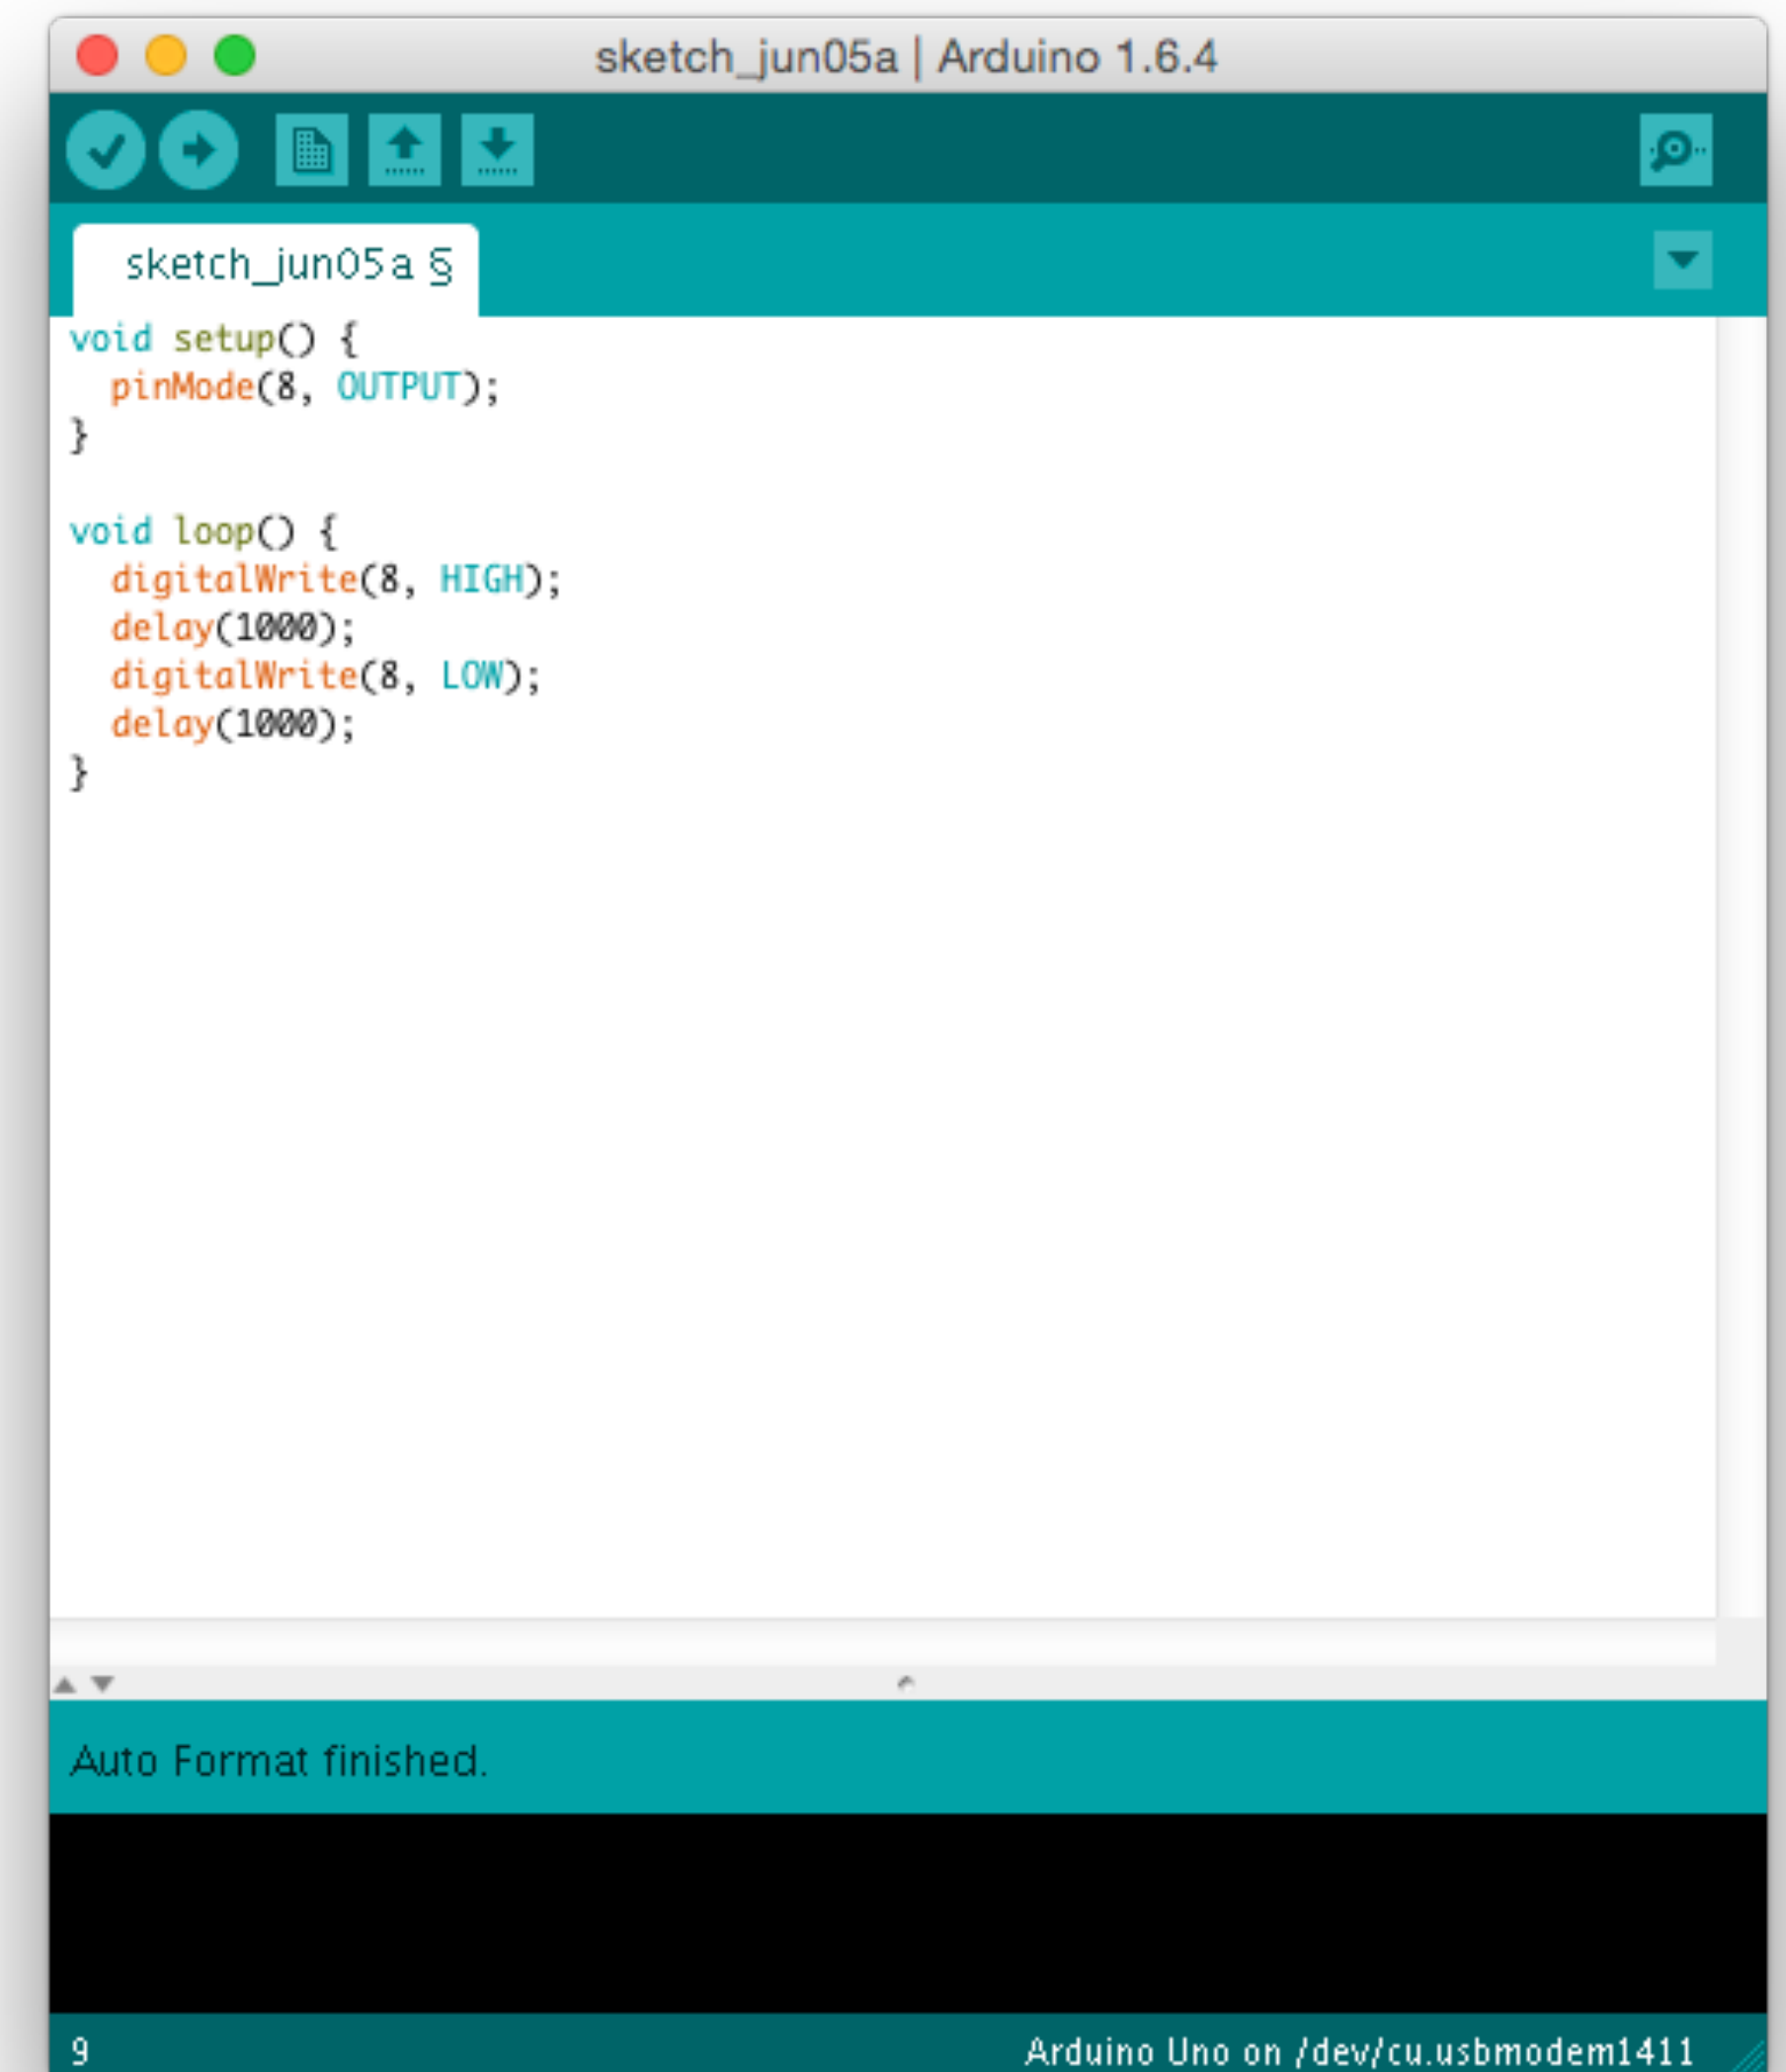 sketch_jun05a | Arduino 1.6.4
sketch_jun05a §
void setup() {
  pinMode(8, OUTPUT);
}

void loop() {
  digitalWrite(8, HIGH);
  delay(1000);
  digitalWrite(8, LOW);
  delay(1000);
}
Auto Format finished.
9
Arduino Uno on /dev/cu.usbmodem1411